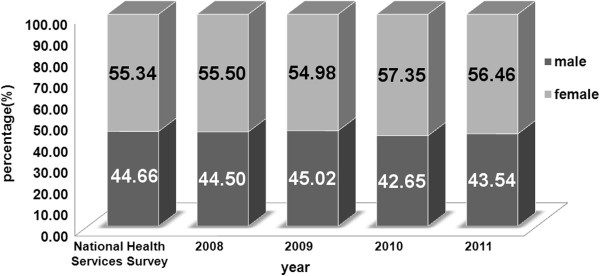 100.00
90.00
80.00
70.00
60.00
50.00
40.00
30.00
20.00
10.00
0.00
percentage(%)
55.34 55.50 54.98 57.35 56.46
44.66 44.50 45.02 42.65 43.54
male
female
National Health 2008 2009 2010 2011
Services Survey
year